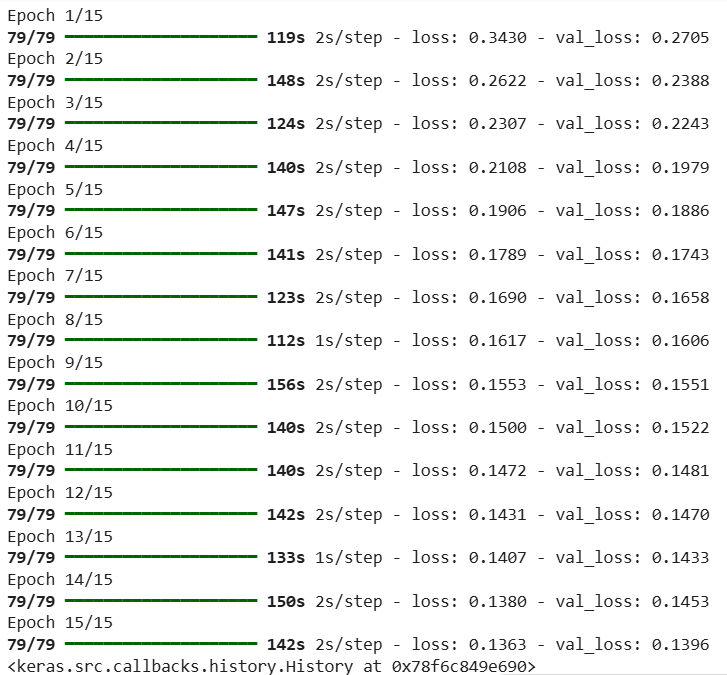 Epoch 1/15
79/79 ━━━━━━━━━━━━━━━━━━━━ 119s 2s/step - loss: 0.3430 - val_loss: 0.2705
Epoch 2/15
79/79 ━━━━━━━━━━━━━━━━━━━━ 148s 2s/step - loss: 0.2622 - val_loss: 0.2388
Epoch 3/15
79/79 ━━━━━━━━━━━━━━━━━━━━ 124s 2s/step - loss: 0.2307 - val_loss: 0.2243
Epoch 4/15
79/79 ━━━━━━━━━━━━━━━━━━━━ 140s 2s/step - loss: 0.2108 - val_loss: 0.1979
Epoch 5/15
79/79 ━━━━━━━━━━━━━━━━━━━━ 147s 2s/step - loss: 0.1906 - val_loss: 0.1886
Epoch 6/15
79/79 ━━━━━━━━━━━━━━━━━━━━ 141s 2s/step - loss: 0.1789 - val_loss: 0.1743
Epoch 7/15
79/79 ━━━━━━━━━━━━━━━━━━━━ 123s 2s/step - loss: 0.1690 - val_loss: 0.1658
Epoch 8/15
79/79 ━━━━━━━━━━━━━━━━━━━━ 112s 1s/step - loss: 0.1617 - val_loss: 0.1606
Epoch 9/15
79/79 ━━━━━━━━━━━━━━━━━━━━ 156s 2s/step - loss: 0.1553 - val_loss: 0.1551
Epoch 10/15
79/79 ━━━━━━━━━━━━━━━━━━━━ 140s 2s/step - loss: 0.1500 - val_loss: 0.1522
Epoch 11/15
79/79 ━━━━━━━━━━━━━━━━━━━━ 140s 2s/step - loss: 0.1472 - val_loss: 0.1481
Epoch 12/15
79/79 ━━━━━━━━━━━━━━━━━━━━ 142s 2s/step - loss: 0.1431 - val_loss: 0.1470
Epoch 13/15
79/79 ━━━━━━━━━━━━━━━━━━━━ 133s 1s/step - loss: 0.1407 - val_loss: 0.1433
Epoch 14/15
79/79 ━━━━━━━━━━━━━━━━━━━━ 150s 2s/step - loss: 0.1380 - val_loss: 0.1453
Epoch 15/15
79/79 ━━━━━━━━━━━━━━━━━━━━ 142s 2s/step - loss: 0.1363 - val_loss: 0.1396
<keras.src.callbacks.history.History at 0x78f6c849e690>